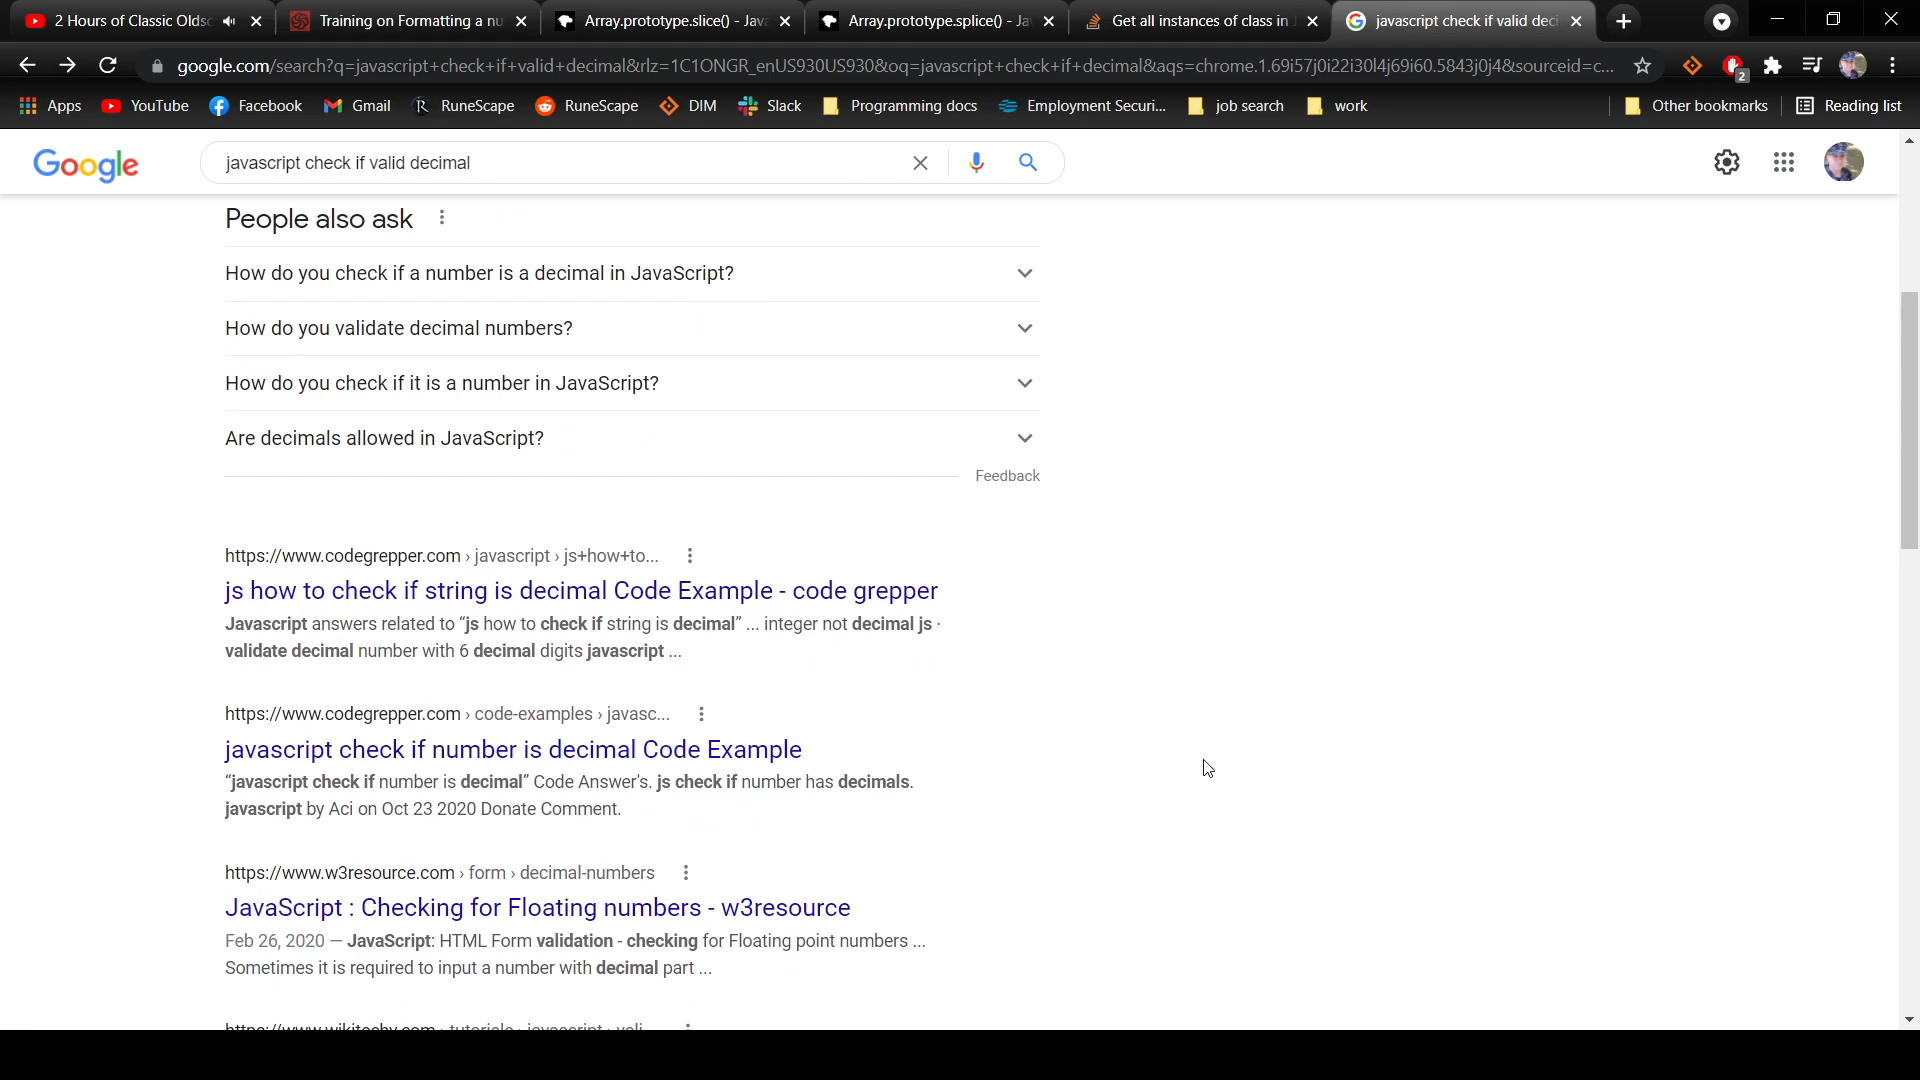 2 Hours of Classic Oldsc
Training on Formatting a nu
Array.prototype.slice() - Java
Array.prototype.splice() - Ja
Get all instances of class in J
javascript check if valid deci
google.com/search?q=javascript+check+if+valid+decimal&rlz=1C1ONGR_enUS930US930&oq=javascript+check+if+decimal&aqs=chrome.1.69i57j0i22i30l4j69i60.5843j0j4&sourceid=c...
2
Apps
YouTube
Facebook
Gmail
RuneScape
RuneScape
DIM
Slack
Programming docs
Employment Securi...
job search
work
Other bookmarks
Reading list
Google
javascript check if valid decimal
People also ask
How do you check if a number is a decimal in JavaScript?
How do you validate decimal numbers?
How do you check if it is a number in JavaScript?
Are decimals allowed in JavaScript?
Feedback
https://www.codegrepper.com › javascript › js+how+to...
js how to check if string is decimal Code Example - code grepper
Javascript answers related to “js how to check if string is decimal” ... integer not decimal js ·
validate decimal number with 6 decimal digits javascript ...
https://www.codegrepper.com › code-examples › javasc...
javascript check if number is decimal Code Example
“javascript check if number is decimal” Code Answer's. js check if number has decimals.
javascript by Aci on Oct 23 2020 Donate Comment.
https://www.w3resource.com › form › decimal-numbers
JavaScript : Checking for Floating numbers - w3resource
Feb 26, 2020 — JavaScript: HTML Form validation - checking for Floating point numbers ...
Sometimes it is required to input a number with decimal part ...
https://www.wikitechy.com › tutorials › javascript › vali...